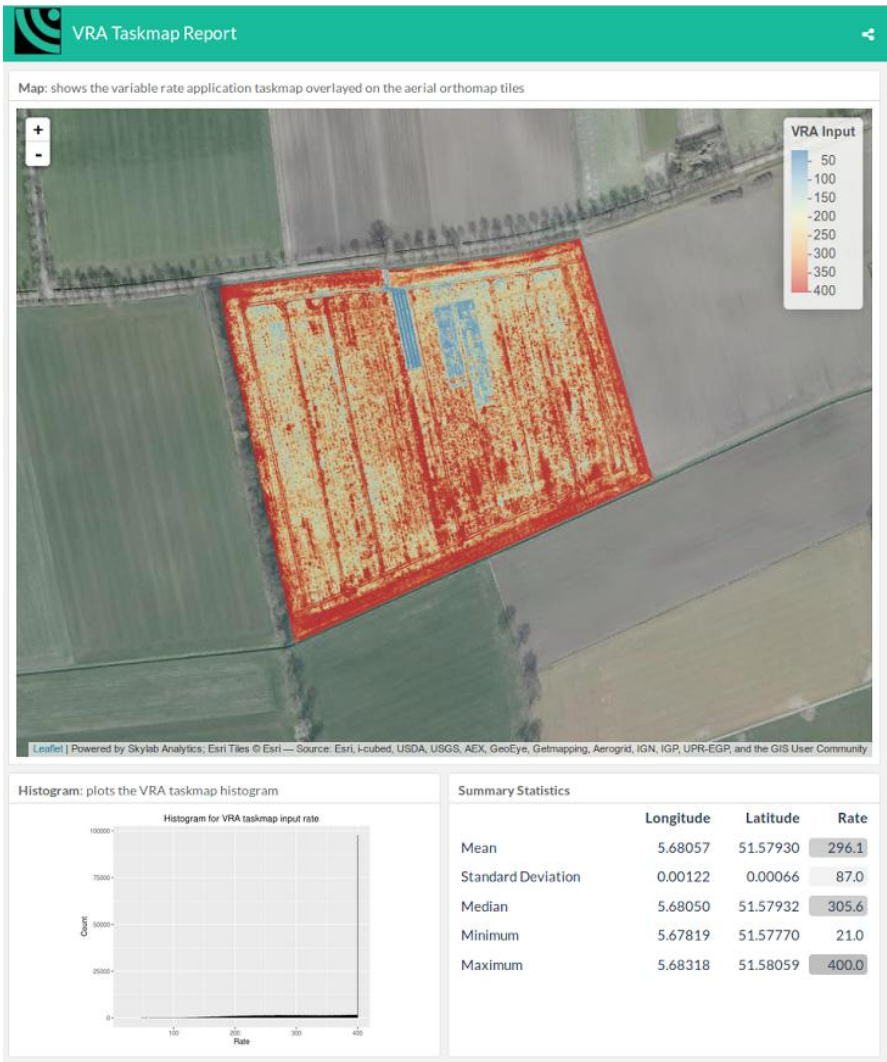 VRA Taskmap Report
Map: shows the variable rate application taskmap overlayed on the aerial orthomap tiles
+
-
VRA Input
50
100
150
200
250
300
350
400
Leaflet | Powered by Skylab Analytics; Esri Tiles © Esri — Source: Esri, i-cubed, USDA, USGS, AEX, GeoEye, Getmapping, Aerogrid, IGN, IGP, UPR-EGP, and the GIS User Community
Histogram: plots the VRA taskmap histogram
Histogram for VRA taskmap input rate
100000
75000
50000
25000
0
Count
100 200 300 400
Rate
Summary Statistics
Longitude Latitude Rate
Mean 5.68057 51.57930 296.1
Standard Deviation 0.00122 0.00066 87.0
Median 5.68050 51.57932 305.6
Minimum 5.67819 51.57770 21.0
Maximum 5.68318 51.58059 400.0